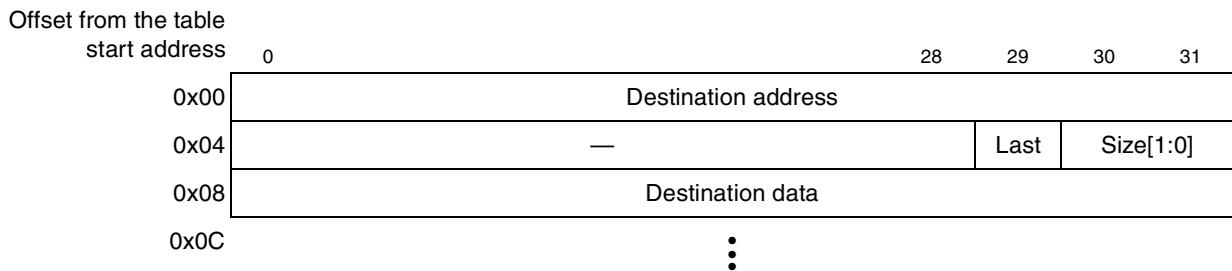 Offset from the table
start address 0 28 29 30 31
0x00 Destination address
0x04 — Last Size[1:0]
0x08 Destination data
0x0C